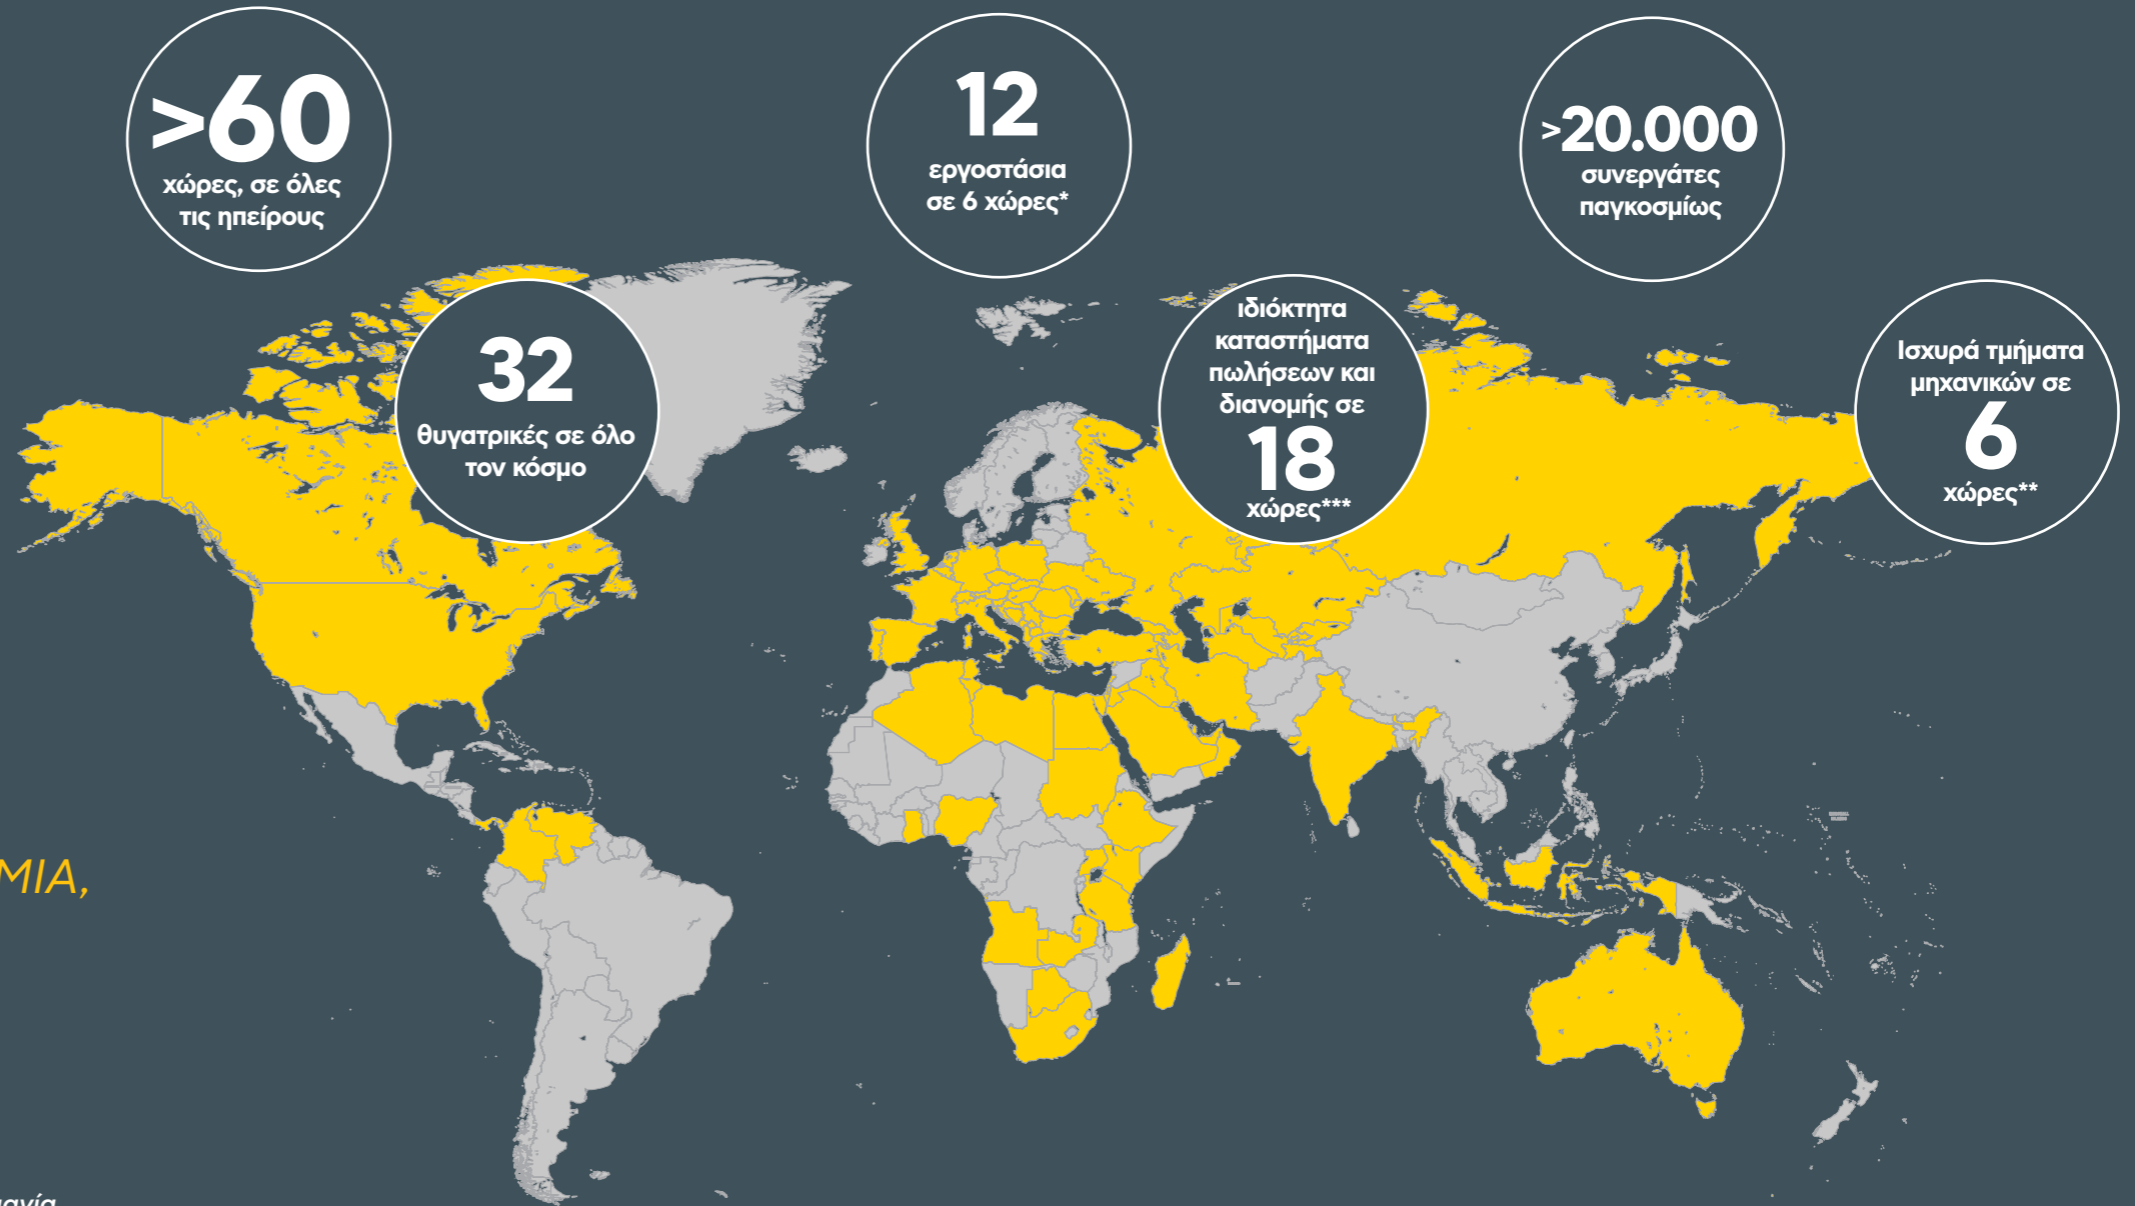 >60
χώρες, σε όλες
τις ηπείρους
12
εργοστάσια
σε 6 χώρες*
>20.000
συνεργάτες
παγκοσμίως
32
θυγατρικές σε όλο
τον κόσμο
ιδιόκτητα
καταστήματα
πωλήσεων και
διανομής σε
18
χώρες***
Ισχυρά τμήματα
μηχανικών σε
6
χώρες**
ΜΙΑ,